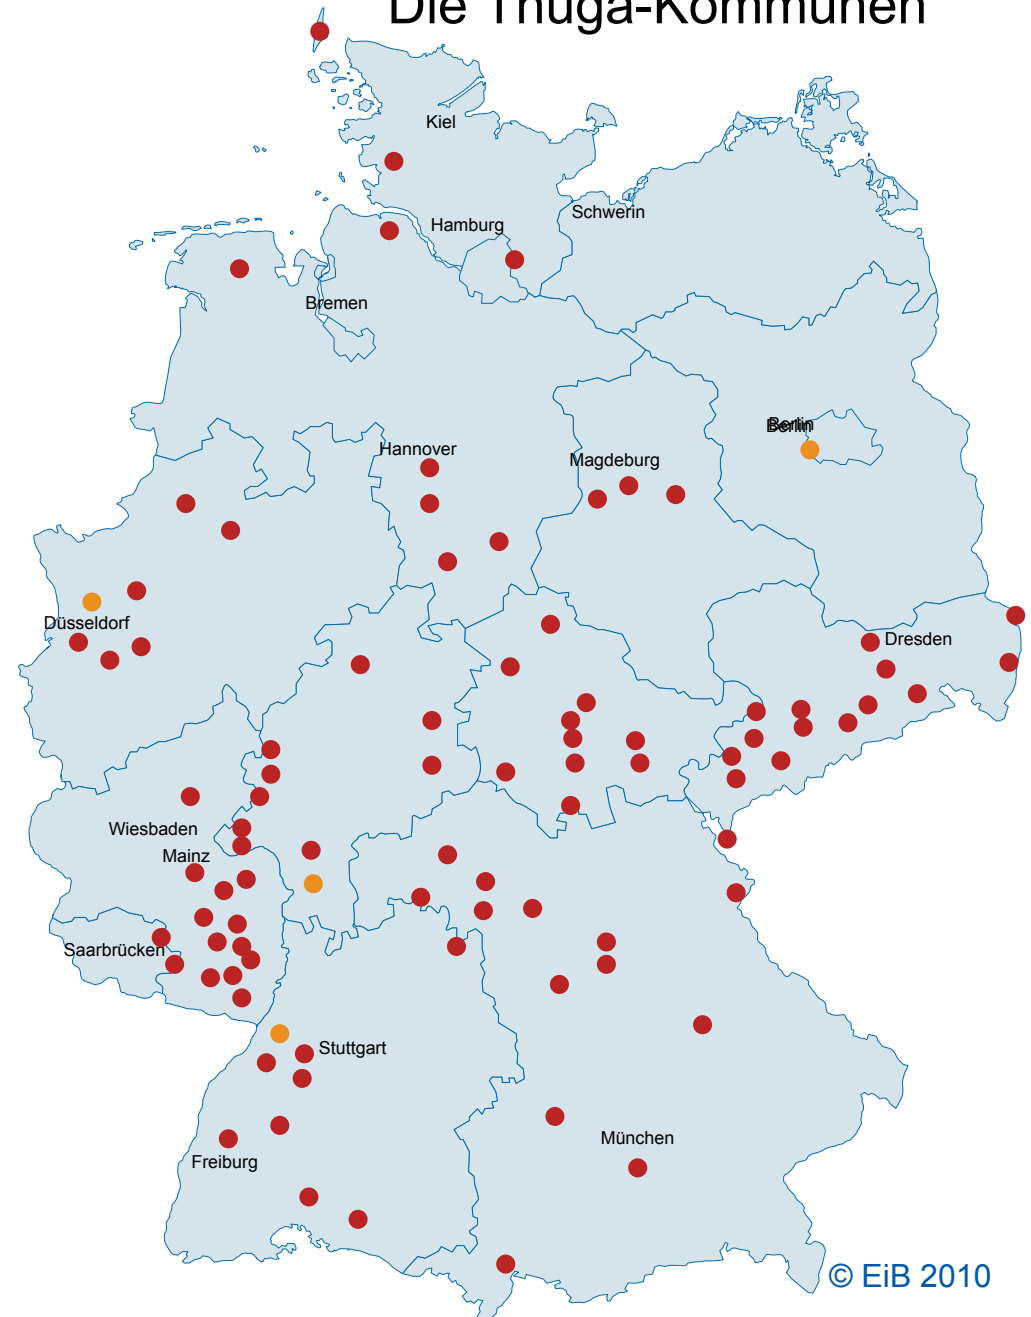 Die Thüga-Kommunen
Kiel
Schwerin
Hamburg
Bremen
Berlin
Berlin
Hannover
Magdeburg
Düsseldorf
Dresden
Wiesbaden
Mainz
Saarbrücken
Stuttgart
München
Freiburg
© EiB 2010